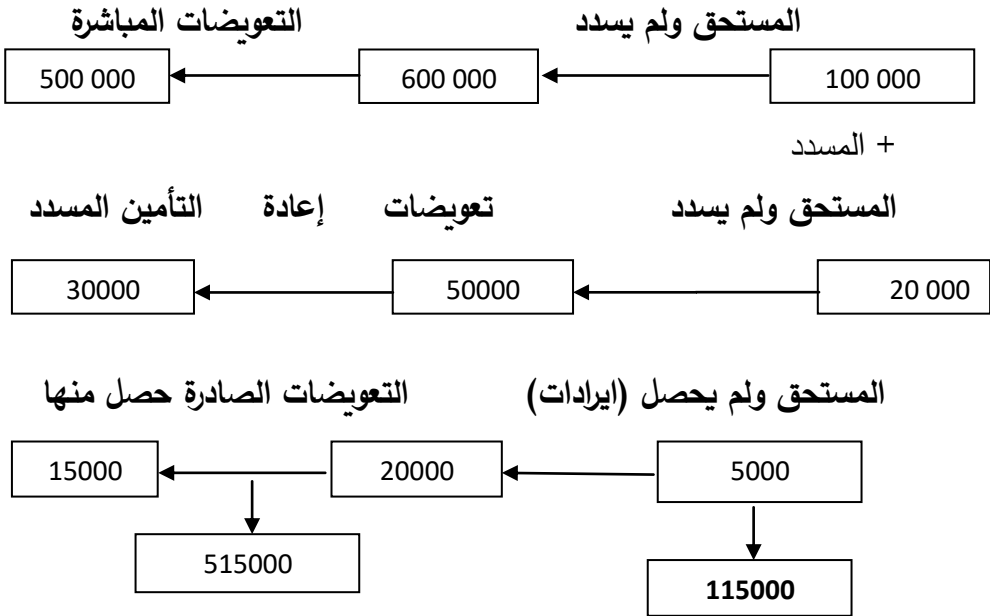 المستحق ولم يسدد التعويضات المباشرة
100 000 600 000 500 000
+ المسدد
المستحق ولم يسدد تعويضات إعادة التأمين المسدد
20 000 50000 30000
المستحق ولم يحصل (ايرادات) التعويضات الصادرة حصل منها
5000 20000 15000
115000 515000